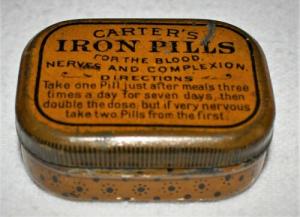 CARTER'S
IRON PILLS
FOR THE BLOOD,
NERVES AND COMPLEXION.
DIRECTIONS
Take one Pill just after meals three
times a day for seven days, then
double the dose, but if very nervous
take two Pills from the first.